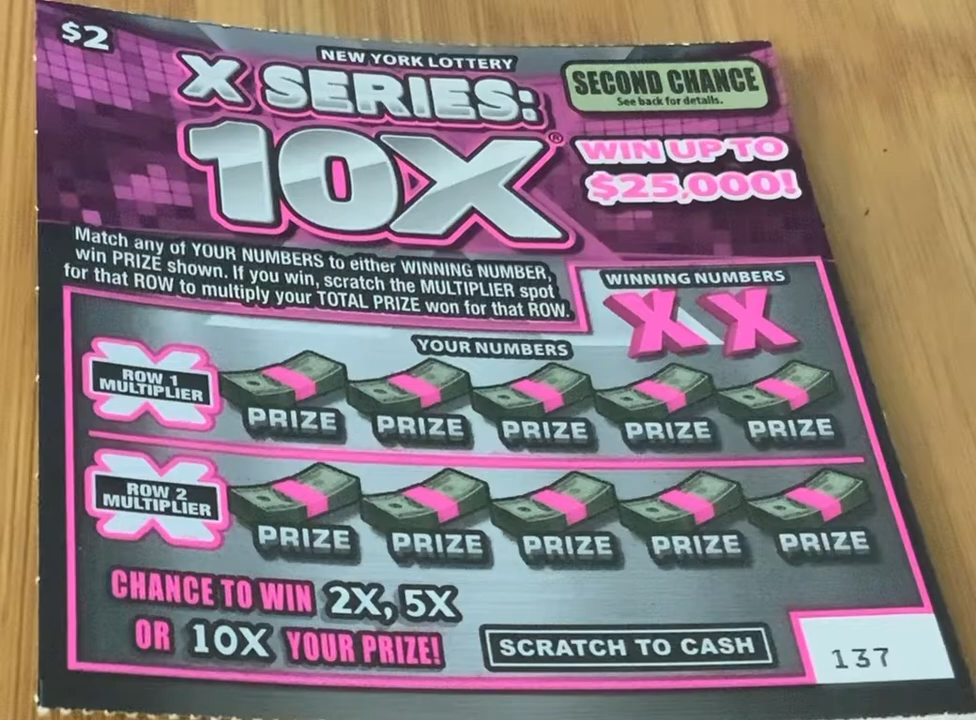 $2
NEW YORK LOTTERY
X SERIES:
10X®
SECOND CHANCE
See back for details.
WIN UP TO
$25,000!
Match any of YOUR NUMBERS to either WINNING NUMBER,
win PRIZE shown. If you win, scratch the MULTIPLIER spot
for that ROW to multiply your TOTAL PRIZE won for that ROW.
WINNING NUMBERS
X X
YOUR NUMBERS
X
ROW 1
MULTIPLIER
PRIZE PRIZE PRIZE PRIZE PRIZE
X
ROW 2
MULTIPLIER
PRIZE PRIZE PRIZE PRIZE PRIZE
CHANCE TO WIN 2X, 5X
OR 10X YOUR PRIZE!
SCRATCH TO CASH
137